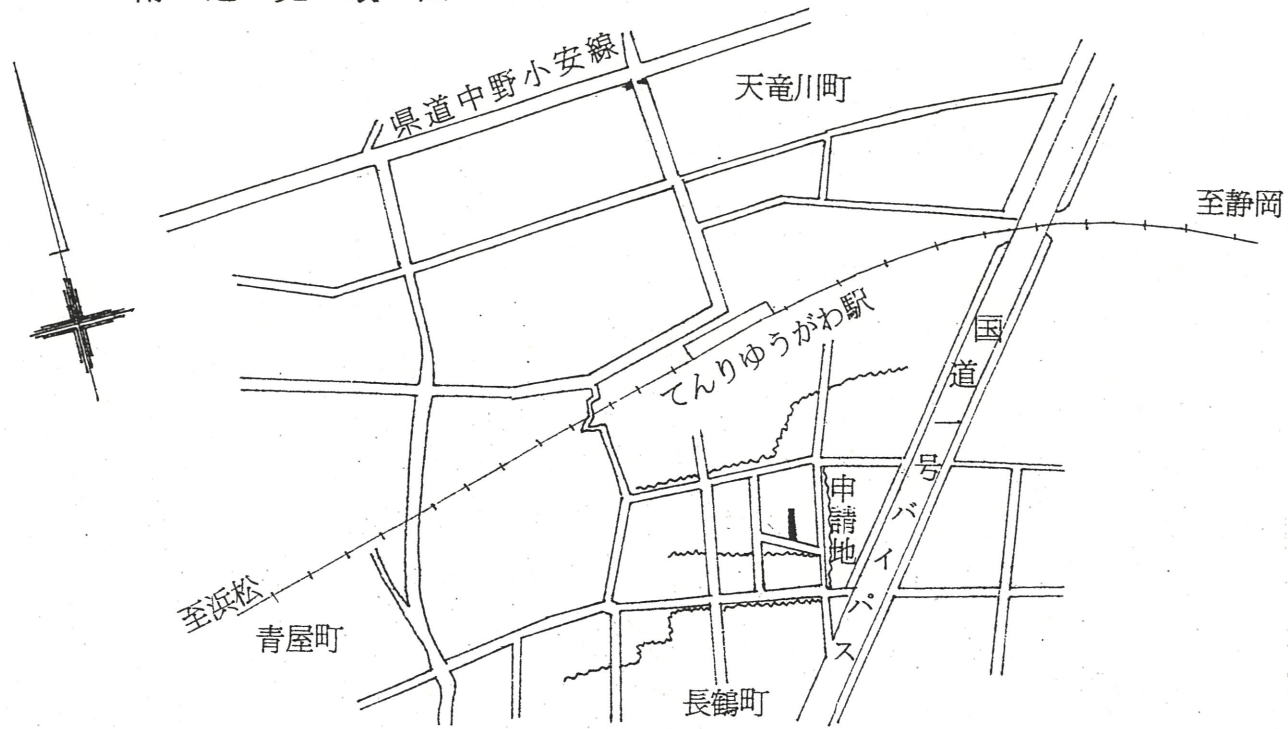 県道中野小安線
天竜川町
至静岡
てんりゆうがわ駅
国道一号バイパス
申請地
至浜松
青屋町
長鶴町